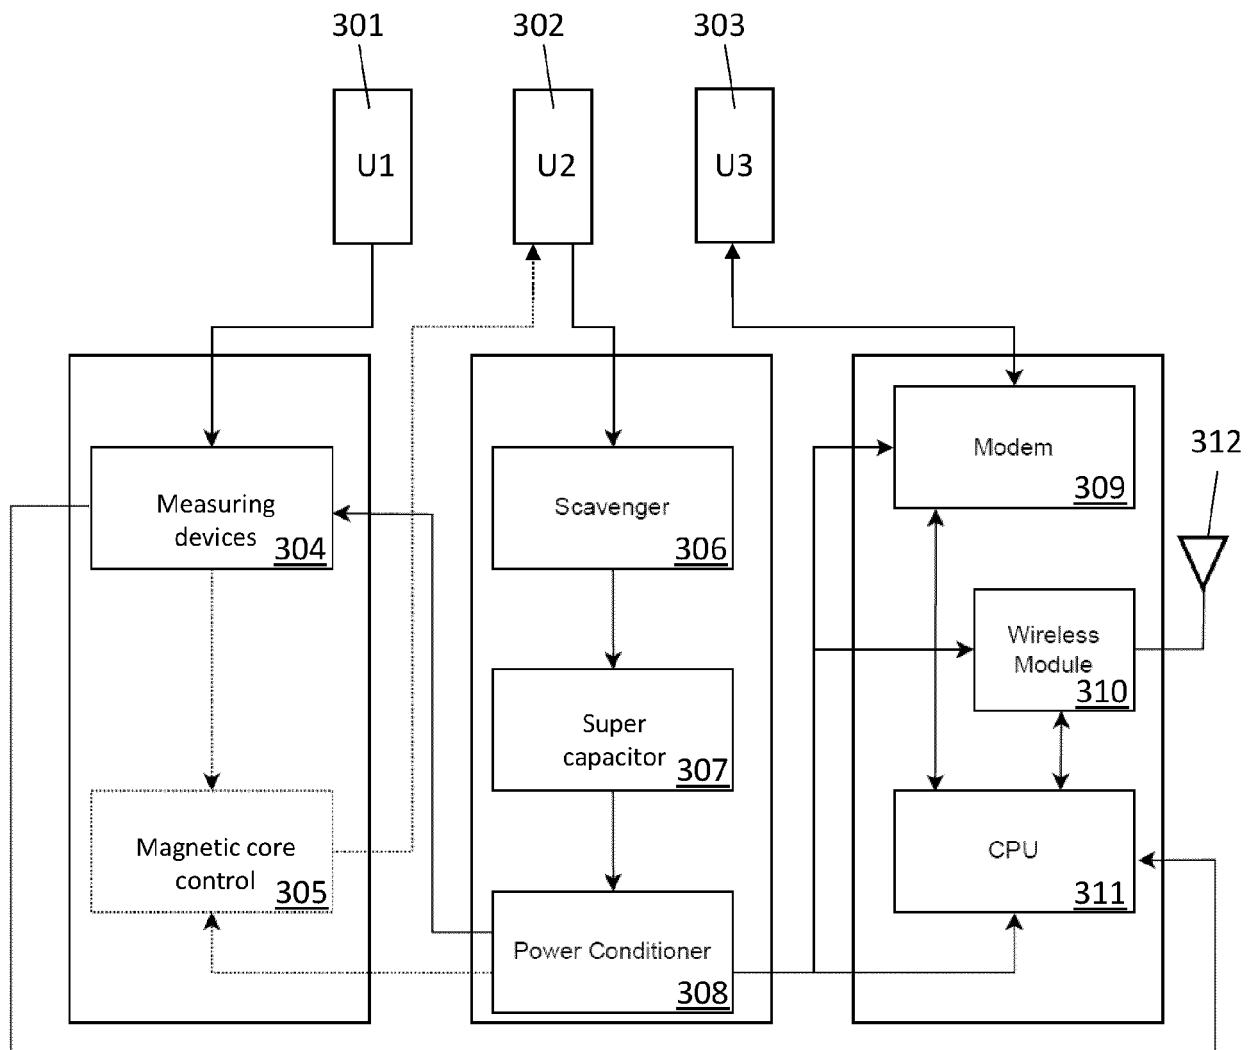 301
302
303
U1
U2
U3
312
Modem
309
Measuring
devices
304
Scavenger
306
Wireless
Module
310
Super
capacitor
307
Magnetic core
control
305
CPU
311
Power Conditioner
308